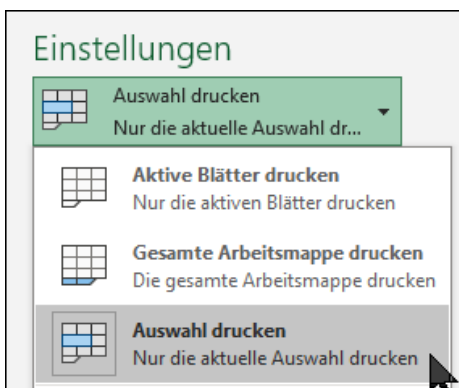 Einstellungen
Auswahl drucken
Nur die aktuelle Auswahl dr...
Aktive Blätter drucken
Nur die aktiven Blätter drucken
Gesamte Arbeitsmappe drucken
Die gesamte Arbeitsmappe drucken
Auswahl drucken
Nur die aktuelle Auswahl drucken